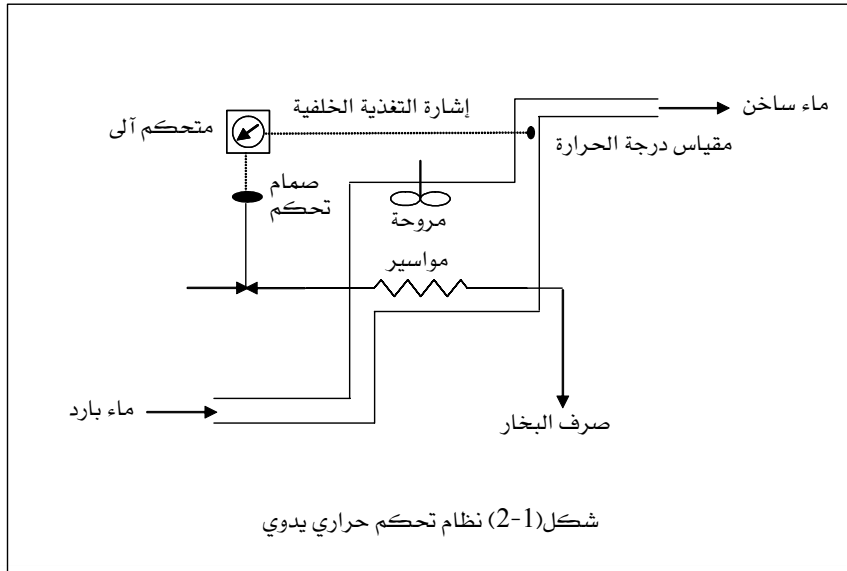 ماء ساخن
إشارة التغذية الخلفية
متحكم آلى
مقياس درجة الحرارة
صمام
تحكم
مروحة
مواسير
ماء بارد
صرف البخار
شكل(1-2) نظام تحكم حراري يدوي